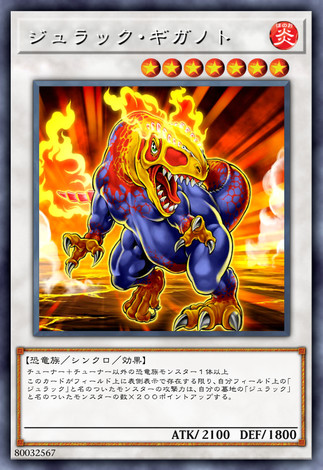 ジュラック・ギガノト
炎
【恐竜族／シンクロ／効果】
チューナー＋チューナー以外の恐竜族モンスター１体以上
このカードがフィールド上に表側表示で存在する限り、自分フィールド上の「
ジュラック」と名のついたモンスターの攻撃力は、自分の墓地の「ジュラック」
と名のついたモンスターの数×２００ポイントアップする。
ATK/2100 DEF/1800
80032567